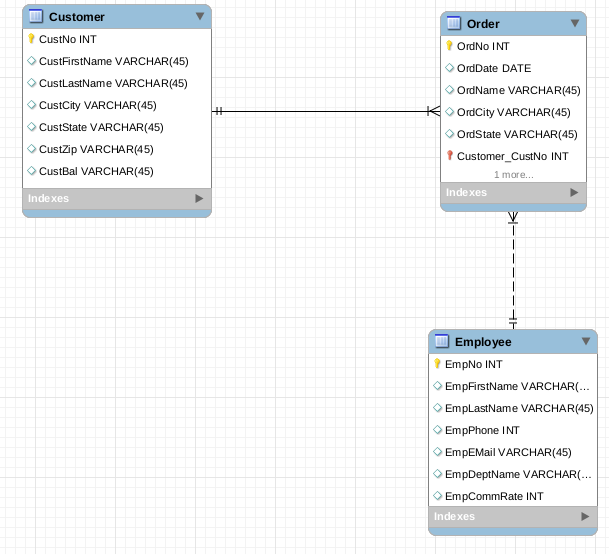 Customer
CustNo INT
CustFirstName VARCHAR(45)
CustLastName VARCHAR(45)
CustCity VARCHAR(45)
CustState VARCHAR(45)
CustZip VARCHAR(45)
CustBal VARCHAR(45)
Indexes
Order
OrdNo INT
OrdDate DATE
OrdName VARCHAR(45)
OrdCity VARCHAR(45)
OrdState VARCHAR(45)
Customer_CustNo INT
1 more...
Indexes
Employee
EmpNo INT
EmpFirstName VARCHAR(...
EmpLastName VARCHAR(45)
EmpPhone INT
EmpEMail VARCHAR(45)
EmpDeptName VARCHAR(...
EmpCommRate INT
Indexes